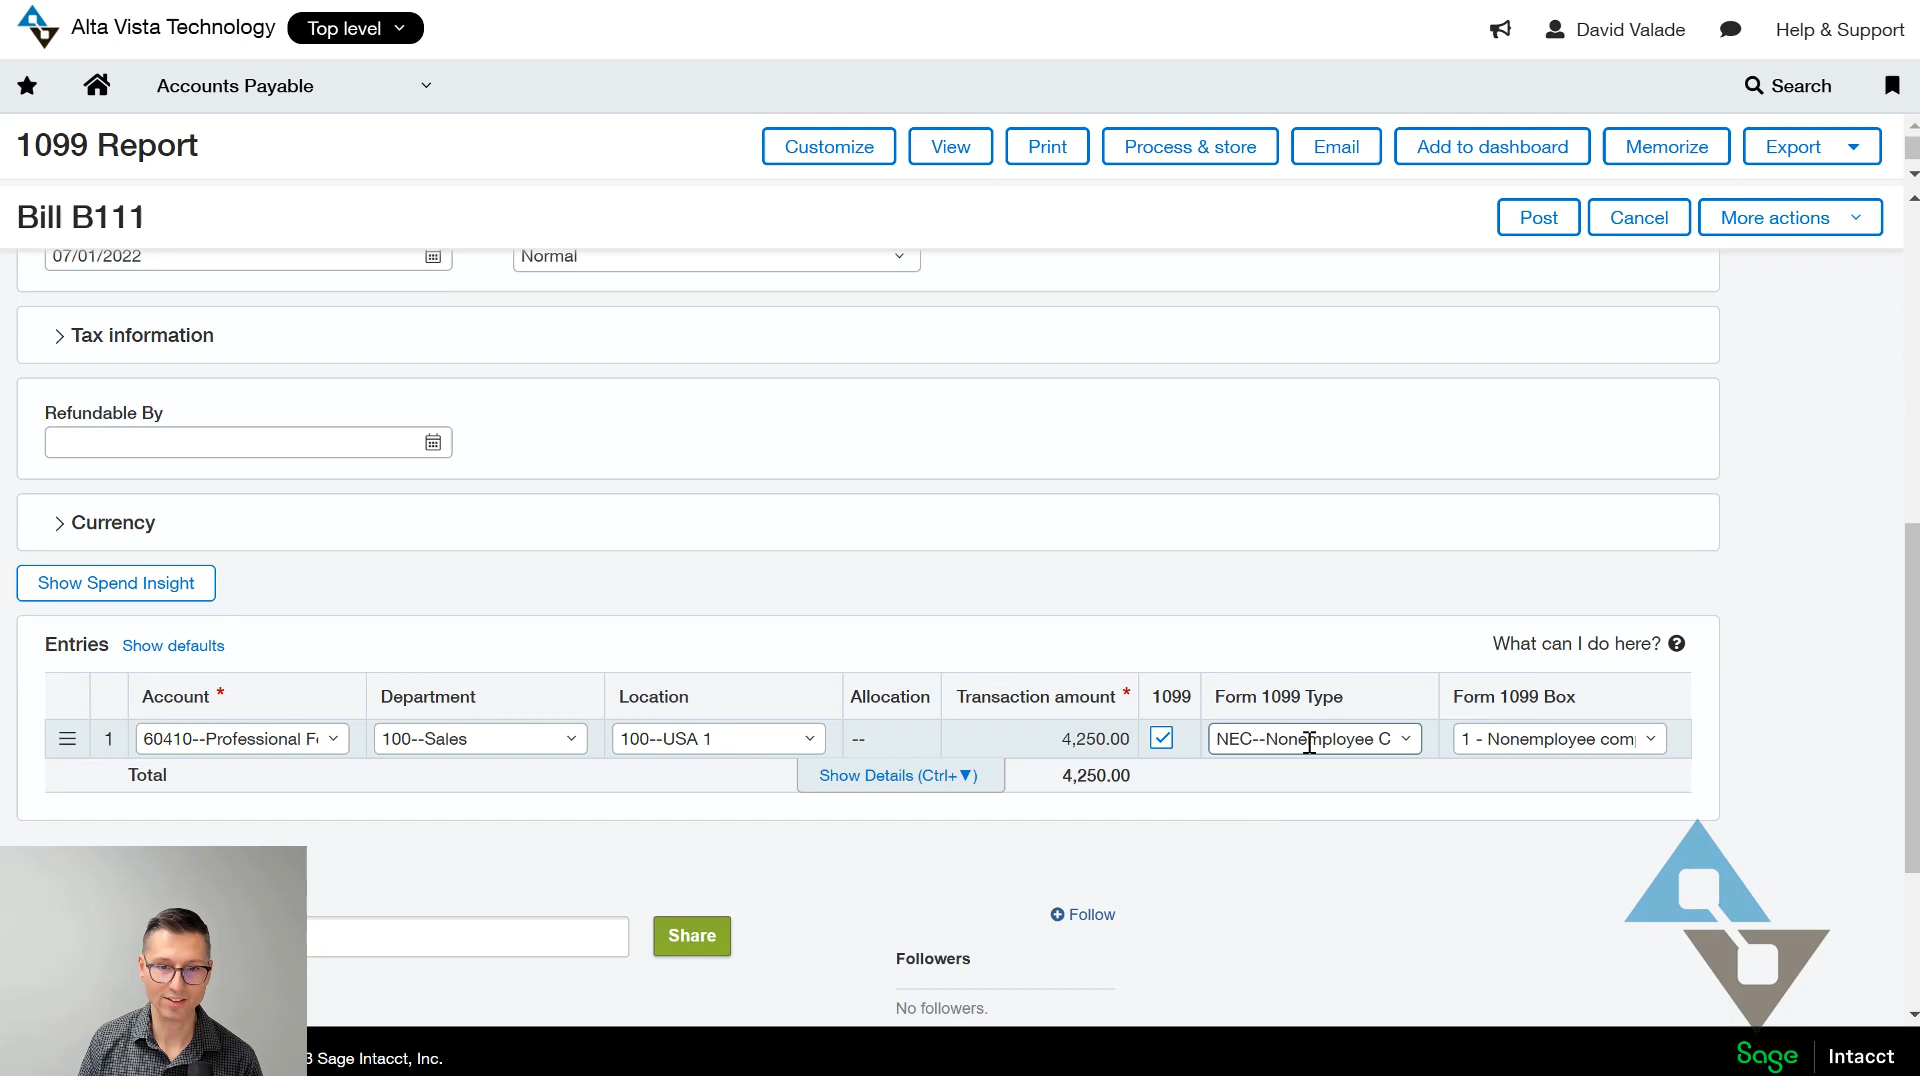 Alta Vista Technology Top level David Valade Help & Support
Accounts Payable Search
1099 Report Customize View Print Process & store Email Add to dashboard Memorize Export
Bill B111 Post Cancel More actions
07/01/2022 Normal
Tax information
Refundable By
Currency
Show Spend Insight
Entries Show defaults What can I do here?
Account * Department Location Allocation Transaction amount * 1099 Form 1099 Type Form 1099 Box
1 60410--Professional Fe 100--Sales 100--USA 1 -- 4,250.00 NEC--Nonemployee C 1 - Nonemployee com
Total Show Details (Ctrl+▼) 4,250.00
Follow
Share
Followers
No followers.
3 Sage Intacct, Inc. Sage Intacct